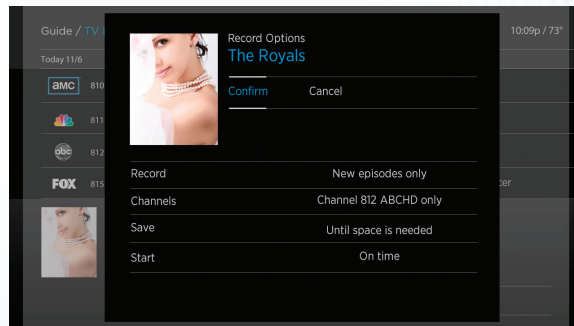 Guide / TV
10:09p / 73°
Today 11/6
Record Options
The Royals
Confirm Cancel
amc 810
811
abc 812
FOX 815
Record New episodes only
Channels Channel 812 ABCHD only
Save Until space is needed
Start On time